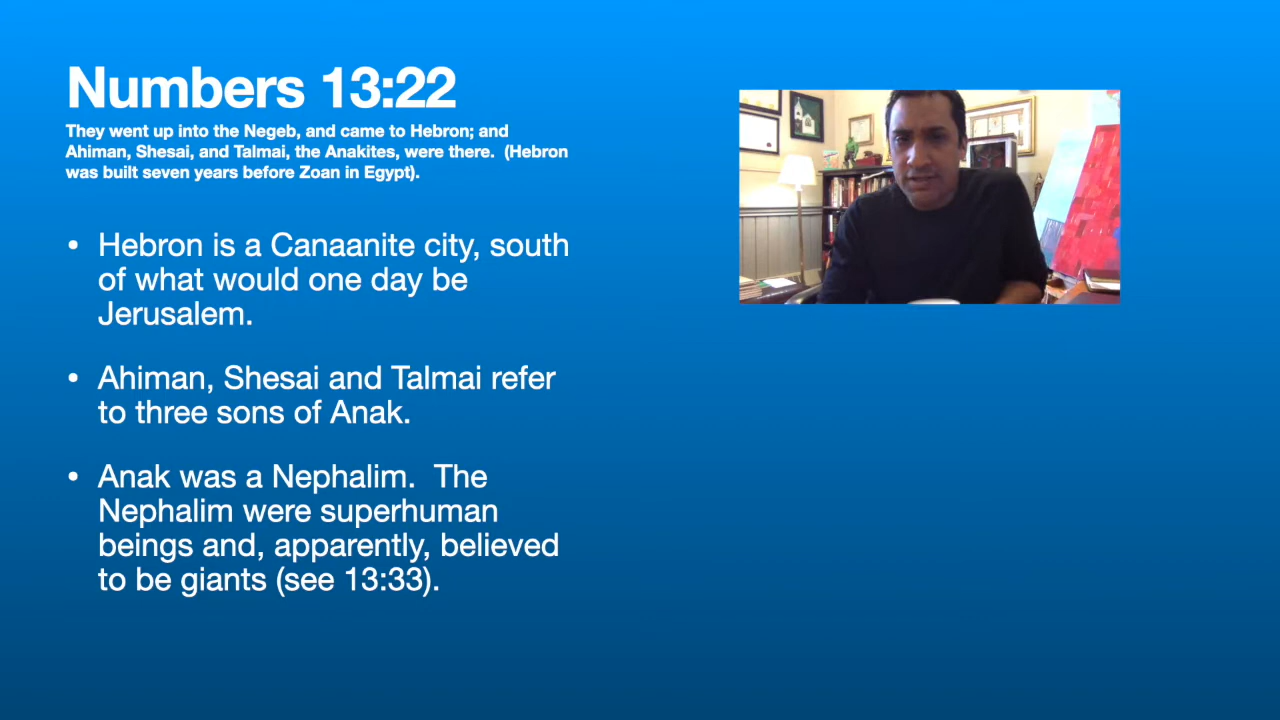 Numbers 13:22
They went up into the Negeb, and came to Hebron; and
Ahiman, Shesai, and Talmai, the Anakites, were there.  (Hebron
was built seven years before Zoan in Egypt).
• Hebron is a Canaanite city, south
of what would one day be
Jerusalem.
• Ahiman, Shesai and Talmai refer
to three sons of Anak.
• Anak was a Nephalim.  The
Nephalim were superhuman
beings and, apparently, believed
to be giants (see 13:33).